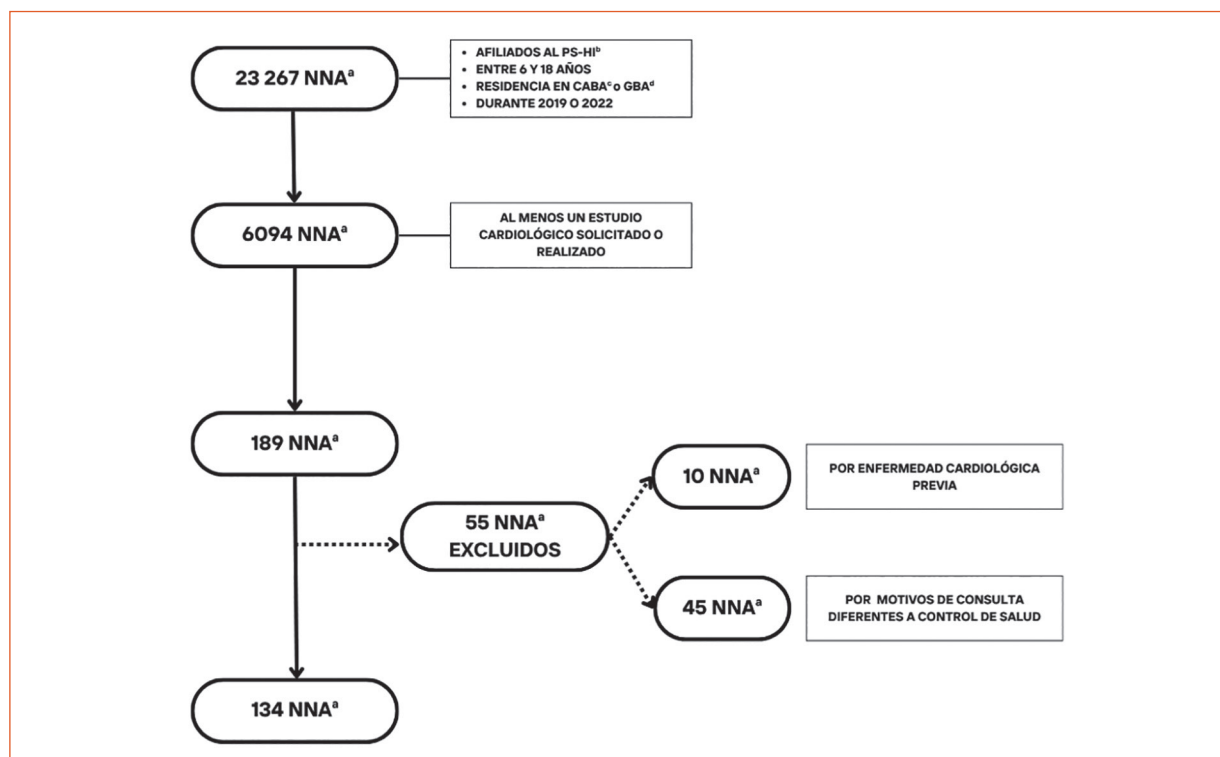 23 267 NNAᵃ
• AFILIADOS AL PS-HIᵇ
• ENTRE 6 Y 18 AÑOS
• RESIDENCIA EN CABAᶜ o GBAᵈ
• DURANTE 2019 O 2022
6094 NNAᵃ
AL MENOS UN ESTUDIO
CARDIOLÓGICO SOLICITADO O
REALIZADO
189 NNAᵃ
10 NNAᵃ
POR ENFERMEDAD CARDIOLÓGICA
PREVIA
55 NNAᵃ
EXCLUIDOS
45 NNAᵃ
POR MOTIVOS DE CONSULTA
DIFERENTES A CONTROL DE SALUD
134 NNAᵃ